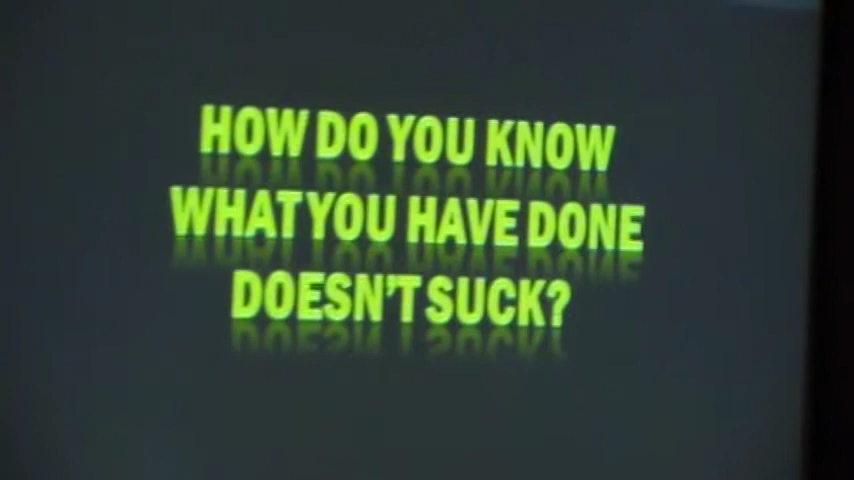 HOW DO YOU KNOW
WHAT YOU HAVE DONE
DOESN'T SUCK?